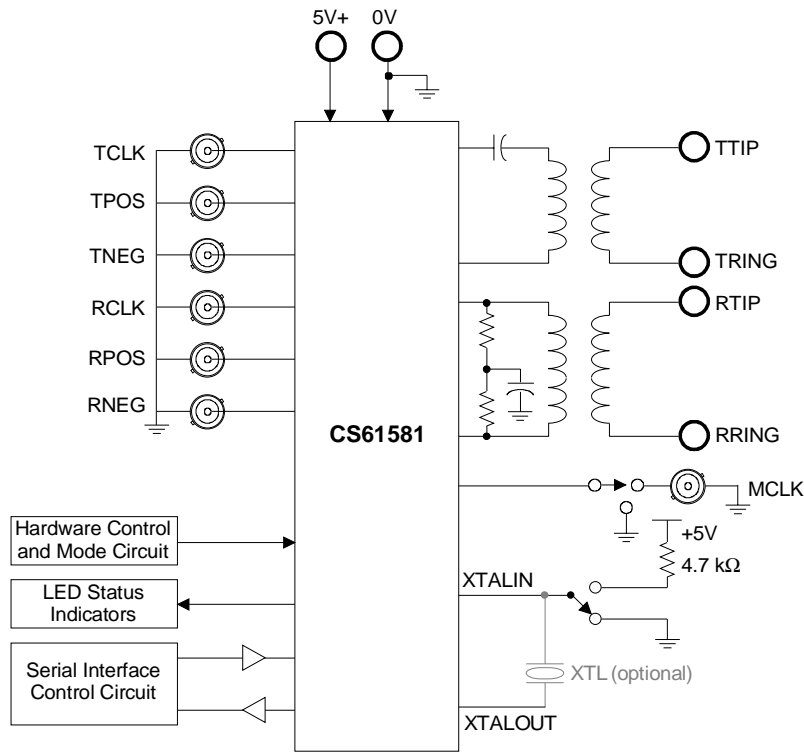 5V+
0V
TCLK
TPOS
TNEG
RCLK
RPOS
RNEG
CS61581
TTIP
TRING
RTIP
RRING
MCLK
+5V
4.7 kΩ
XTALIN
XTL (optional)
XTALOUT
Hardware Control
and Mode Circuit
LED Status
Indicators
Serial Interface
Control Circuit